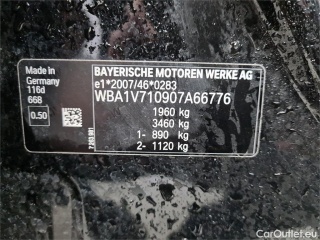 Made in
Germany
116d
668
0.50
BAYERISCHE MOTOREN WERKE AG
e1*2007/46*0283
WBA1V710907A66776
1960 kg
3460 kg
1- 890 kg
2- 1120 kg
CarOutlet.eu